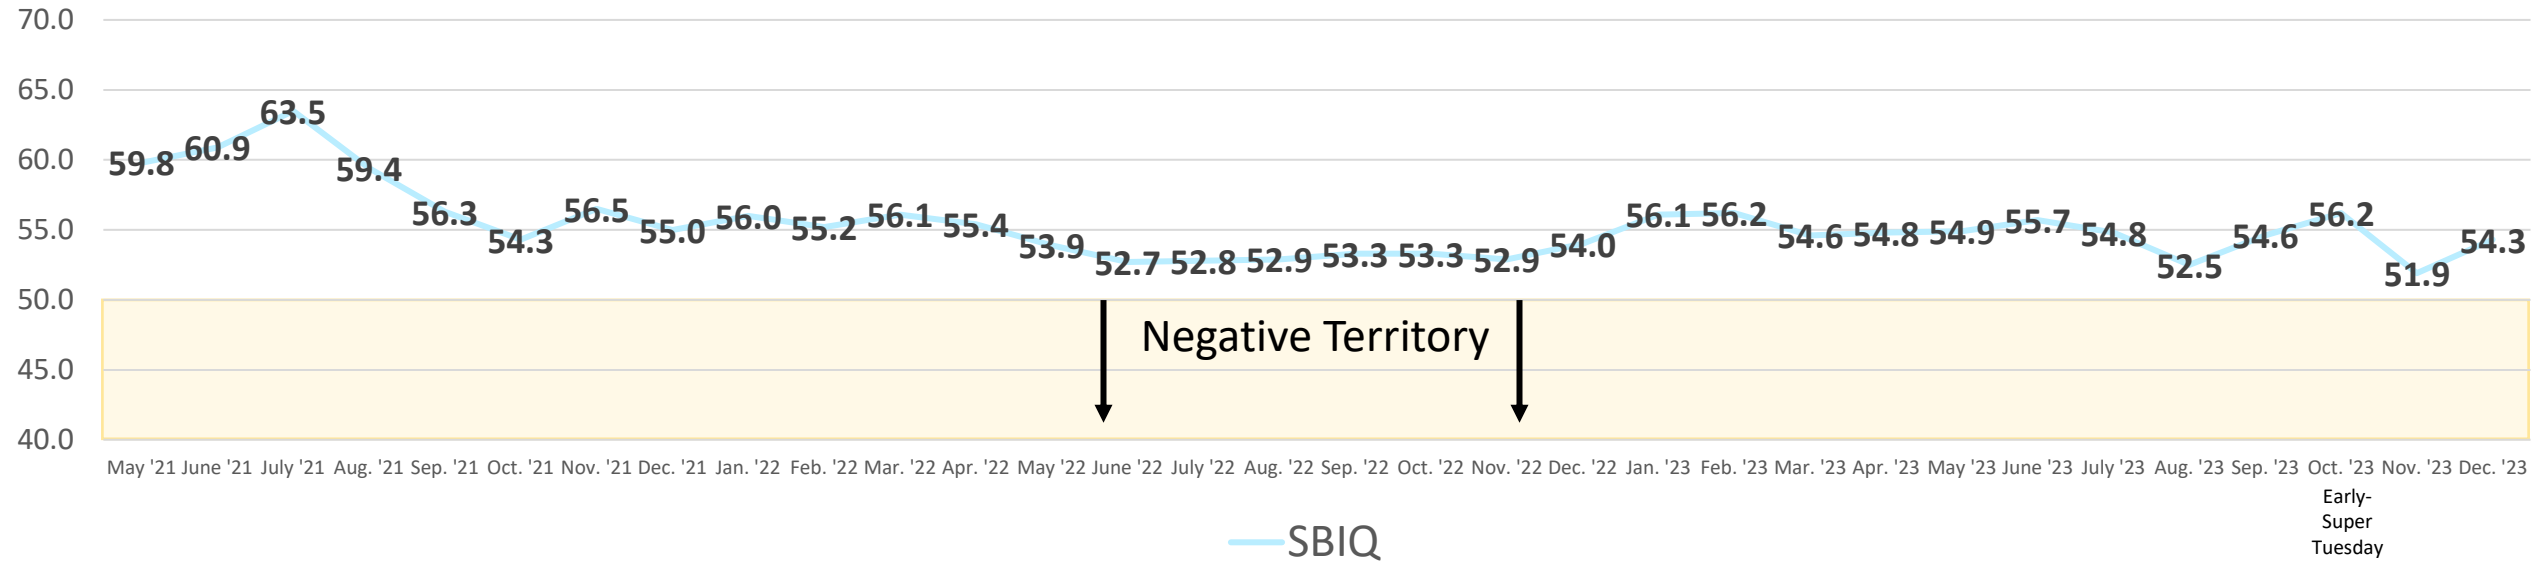 70.0
65.0
60.0
55.0
50.0
45.0
40.0
59.8 60.9 63.5 59.4 56.3 54.3 56.5 55.0 56.0 55.2 56.1 55.4 53.9 52.7 52.8 52.9 53.3 53.3 52.9 54.0 56.1 56.2 54.6 54.8 54.9 55.7 54.8 52.5 54.6 56.2 51.9 54.3
Negative Territory
May '21 June '21 July '21 Aug. '21 Sep. '21 Oct. '21 Nov. '21 Dec. '21 Jan. '22 Feb. '22 Mar. '22 Apr. '22 May '22 June '22 July '22 Aug. '22 Sep. '22 Oct. '22 Nov. '22 Dec. '22 Jan. '23 Feb. '23 Mar. '23 Apr. '23 May '23 June '23 July '23 Aug. '23 Sep. '23 Oct. '23 Nov. '23 Dec. '23
Early-
Super
Tuesday
SBIQ